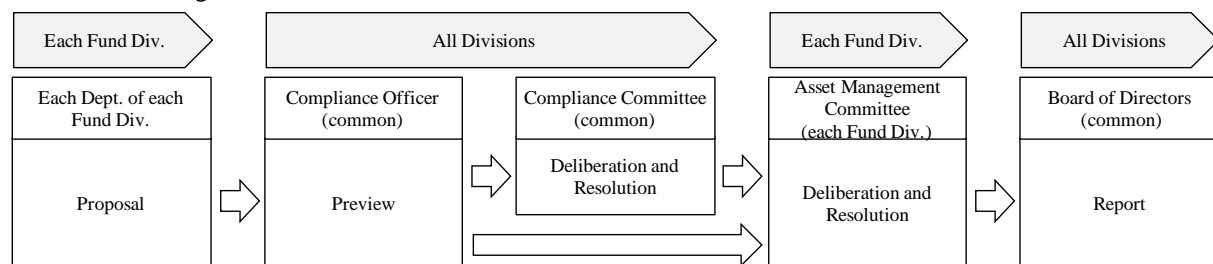 Each Fund Div.
All Divisions
Each Fund Div.
All Divisions
Each Dept. of each
Fund Div.
Compliance Officer
(common)
Compliance Committee
(common)
Asset Management
Committee
(each Fund Div.)
Board of Directors
(common)
Proposal
Preview
Deliberation and
Resolution
Deliberation and
Resolution
Report